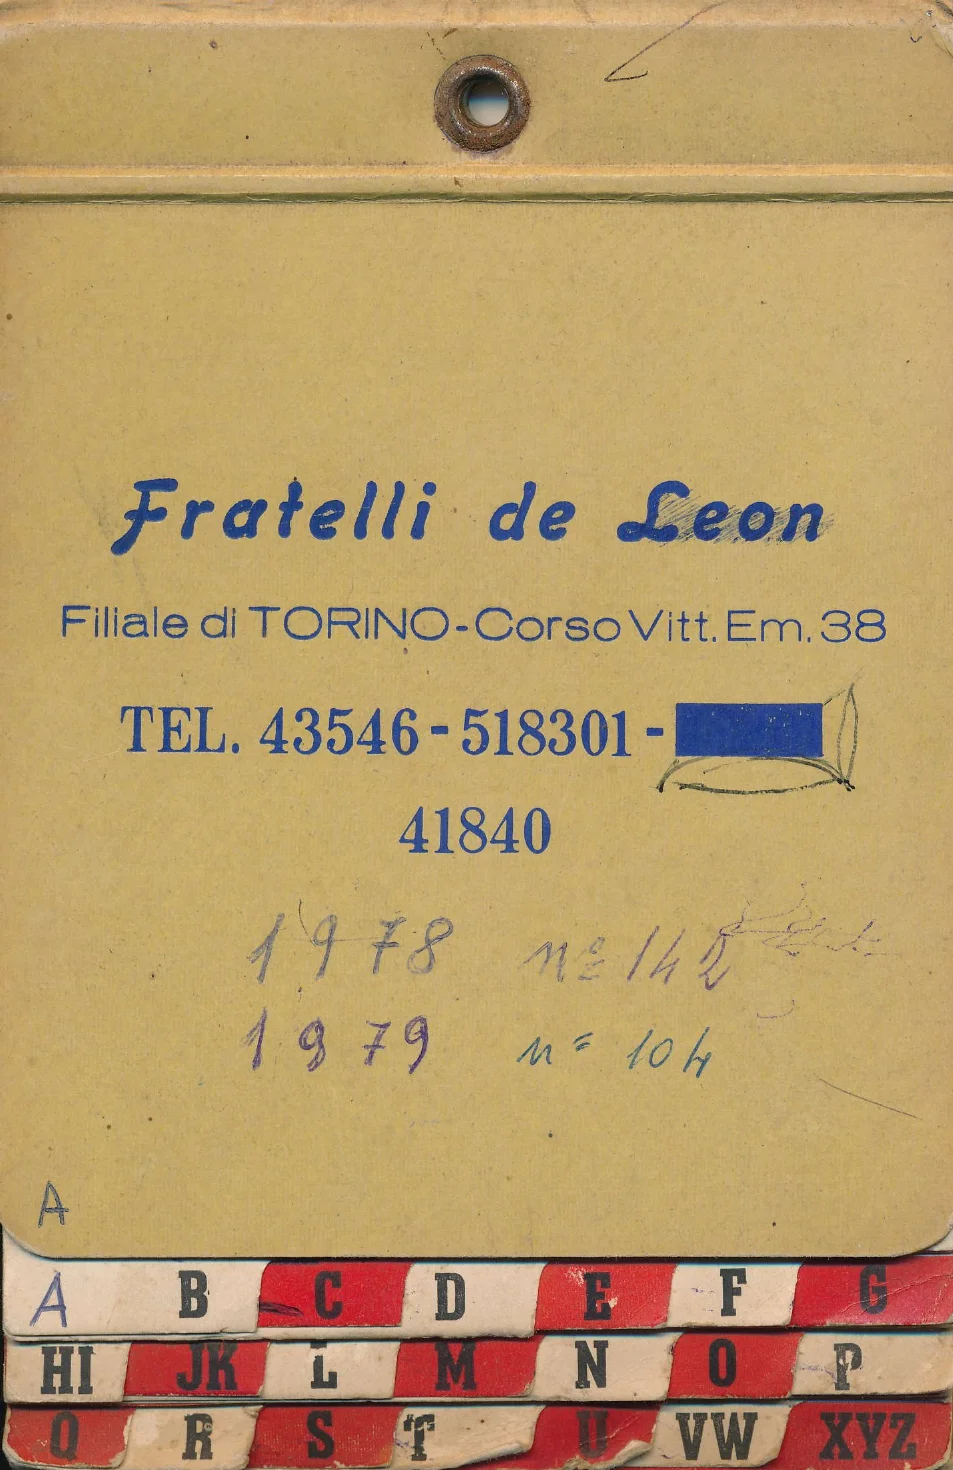 Fratelli de Leon
Filiale di TORINO-Corso Vitt. Em. 38
TEL. 43546 - 518301 -
41840
1978 nº 142
1979 n= 104
A
A B C D E F G
HI JK L M N O P
Q R S T U VW XYZ